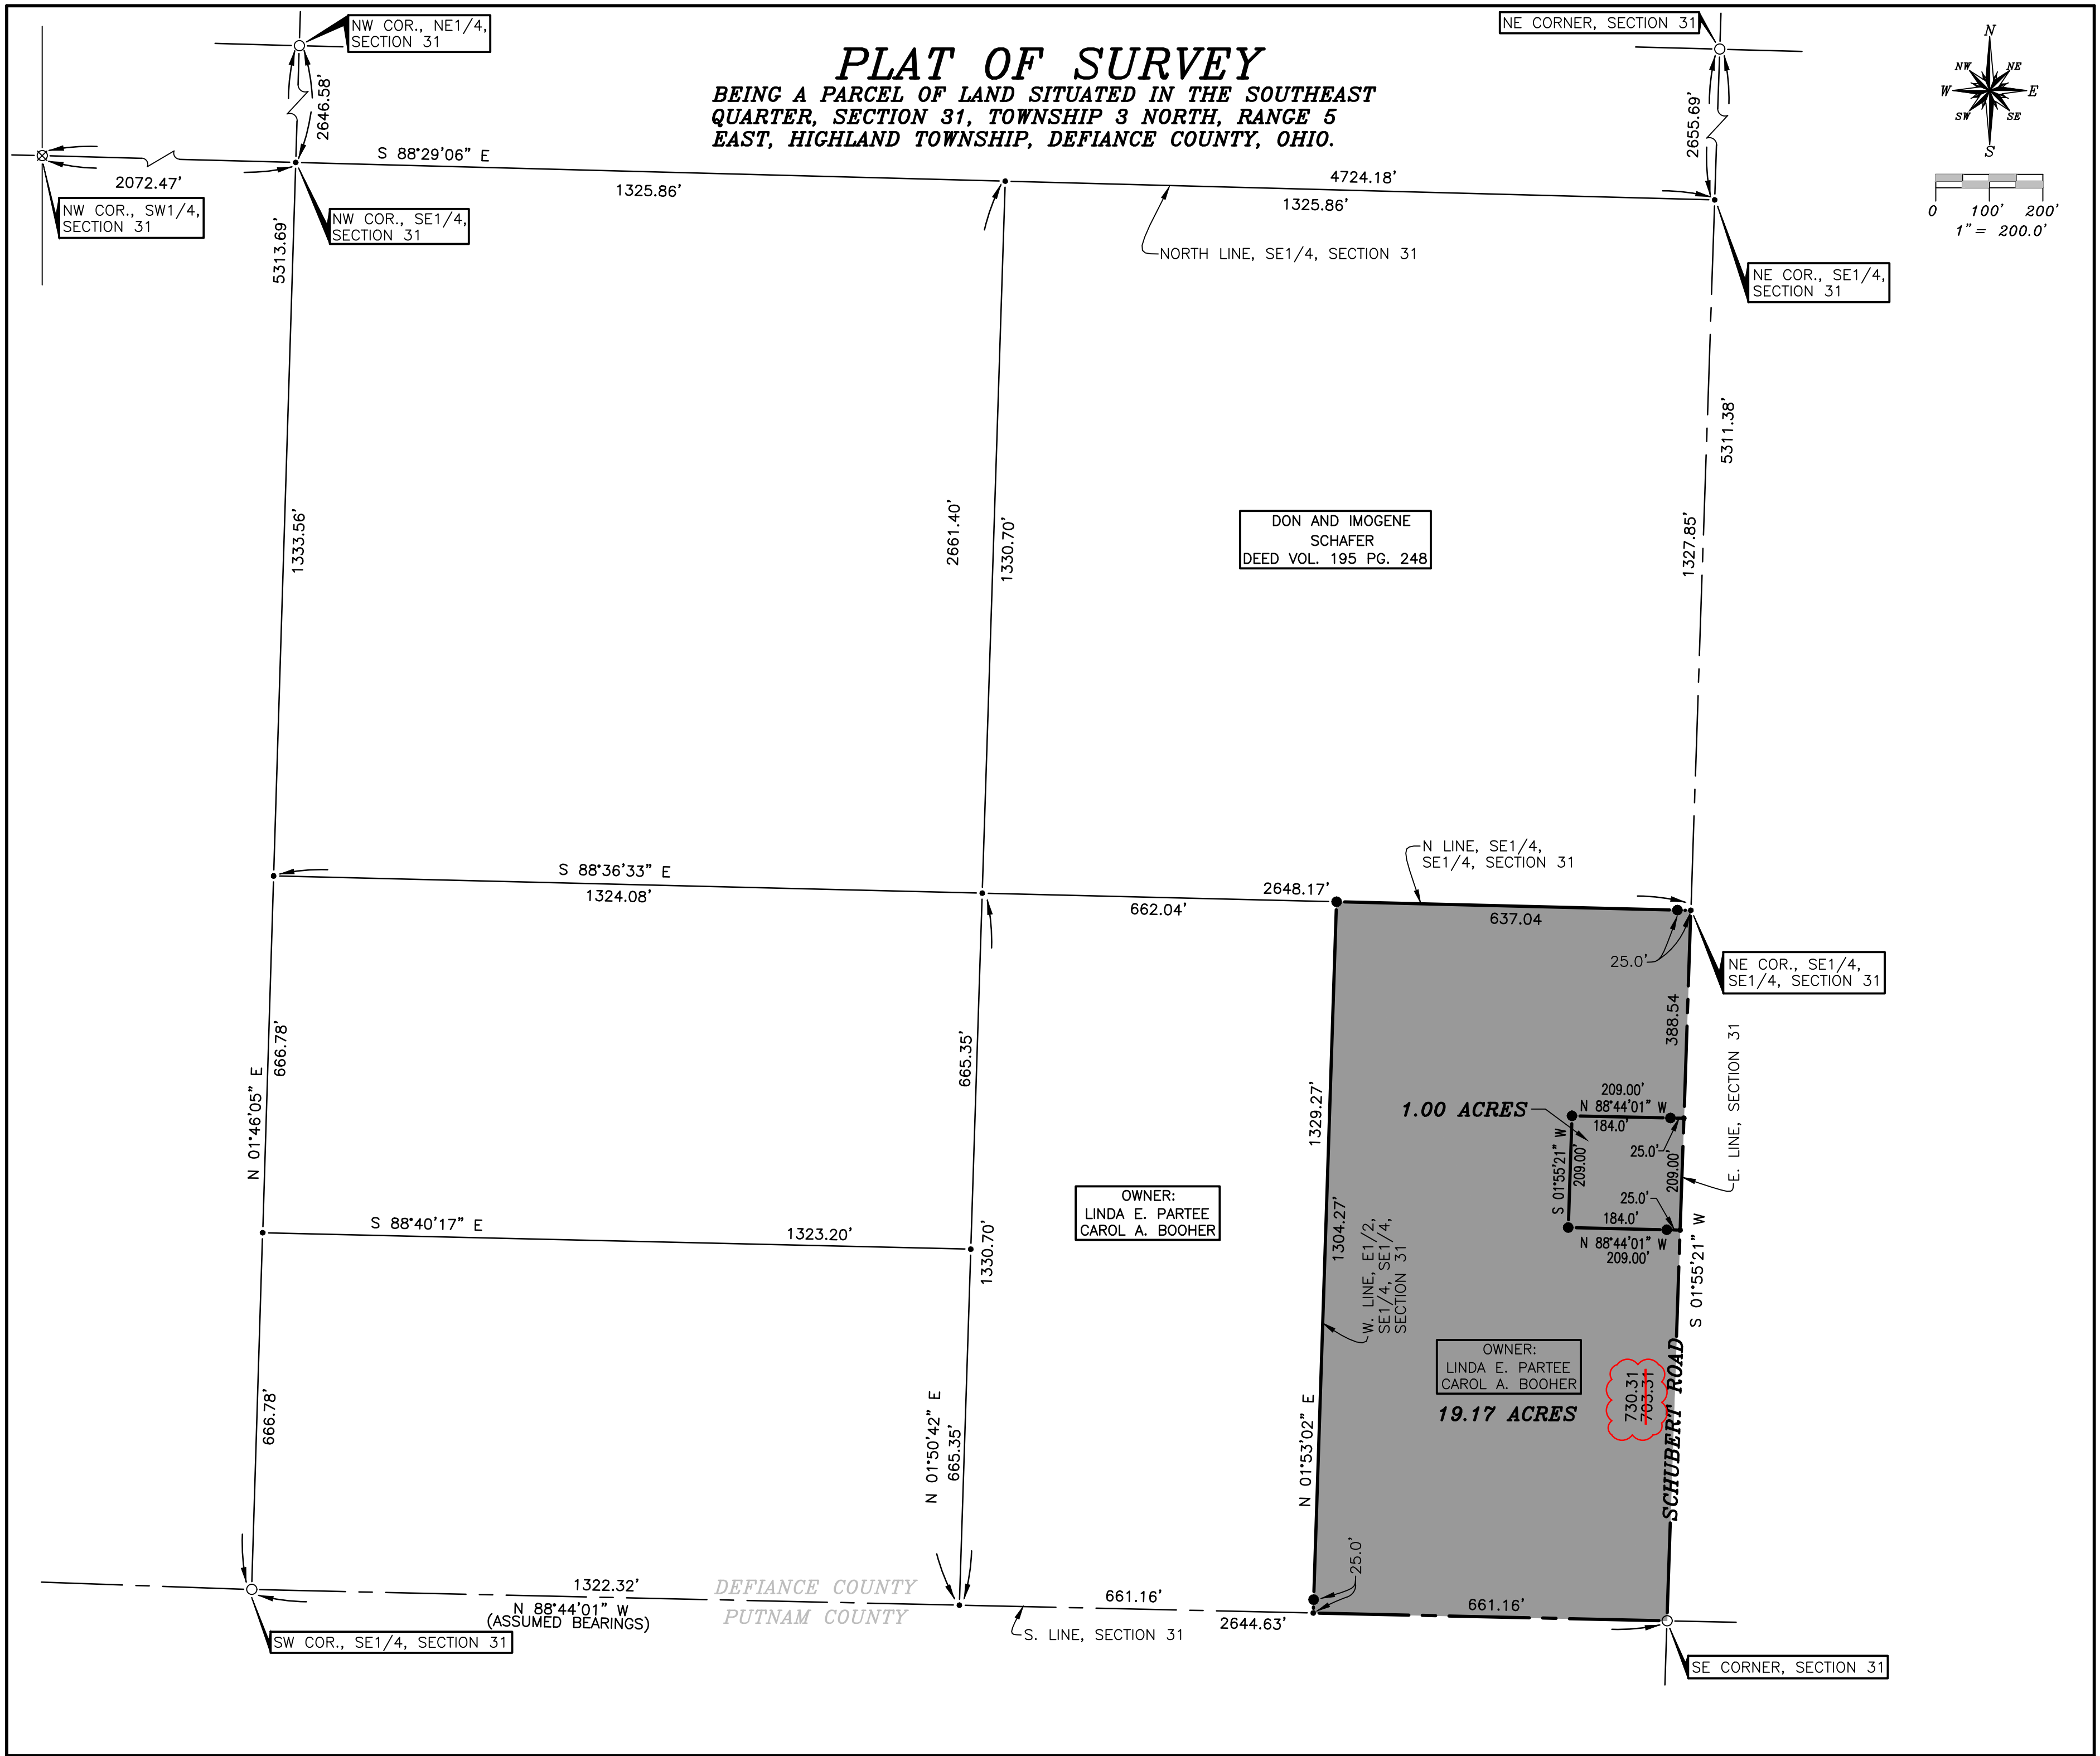 PLAT OF SURVEY
BEING A PARCEL OF LAND SITUATED IN THE SOUTHEAST
QUARTER, SECTION 31, TOWNSHIP 3 NORTH, RANGE 5
EAST, HIGHLAND TOWNSHIP, DEFIANCE COUNTY, OHIO.
NW COR., NE1/4,
SECTION 31
NE CORNER, SECTION 31
N
NW
NE
W
E
SW
SE
S
0 100' 200'
1"= 200.0'
2646.58'
2655.69'
S 88°29'06" E
2072.47'
1325.86'
4724.18'
1325.86'
NW COR., SW1/4,
SECTION 31
NW COR., SE1/4,
SECTION 31
NORTH LINE, SE1/4, SECTION 31
NE COR., SE1/4,
SECTION 31
5313.69'
5311.38'
1333.56'
2661.40'
1330.70'
DON AND IMOGENE
SCHAFER
DEED VOL. 195 PG. 248
1327.85'
S 88°36'33" E
1324.08'
2648.17'
662.04'
N LINE, SE1/4,
SE1/4, SECTION 31
637.04
25.0'
NE COR., SE1/4,
SE1/4, SECTION 31
388.54
E. LINE, SECTION 31
666.78'
N 01°46'05" E
665.35'
1329.27'
1.00 ACRES
209.00'
N 88°44'01" W
184.0'
25.0'
S 01°55'21" W
209.00'
209.00'
25.0'
184.0'
N 88°44'01" W
209.00'
S 01°55'21" W
OWNER:
LINDA E. PARTEE
CAROL A. BOOHER
1304.27'
W. LINE, E1/2,
SE1/4, SE1/4,
SECTION 31
S 88°40'17" E
1323.20'
1330.70'
OWNER:
LINDA E. PARTEE
CAROL A. BOOHER
19.17 ACRES
730.31
703.31
SCHUBERT ROAD
666.78'
N 01°50'42" E
665.35'
N 01°53'02" E
25.0'
1322.32'
N 88°44'01" W
(ASSUMED BEARINGS)
DEFIANCE COUNTY
PUTNAM COUNTY
661.16'
2644.63'
661.16'
S. LINE, SECTION 31
SW COR., SE1/4, SECTION 31
SE CORNER, SECTION 31